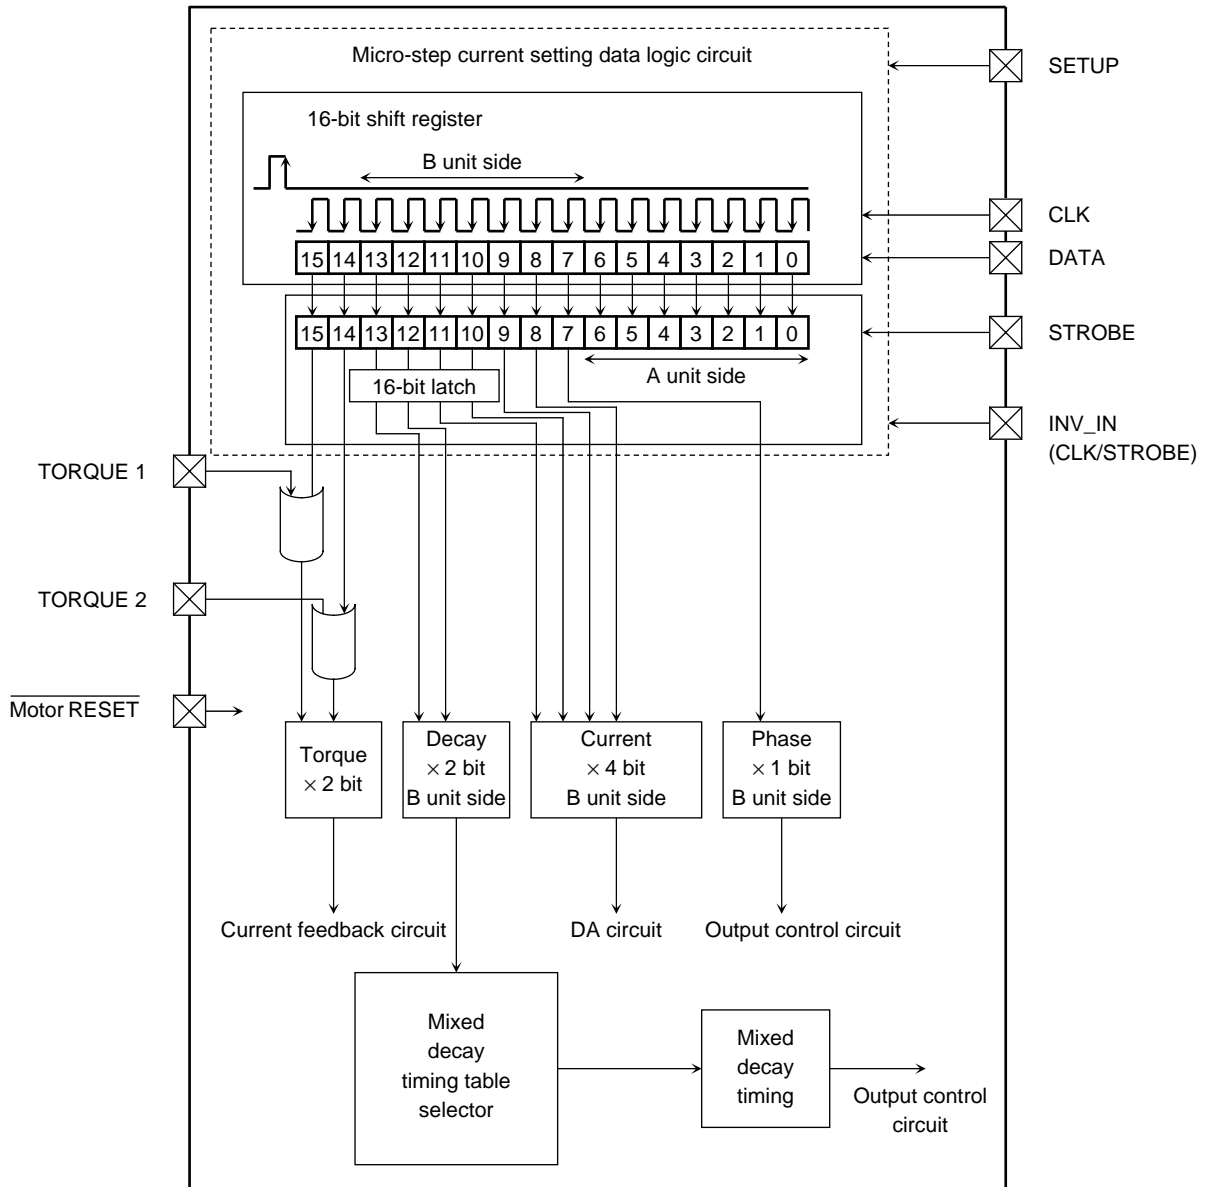 Micro-step current setting data logic circuit
SETUP
16-bit shift register
B unit side
CLK
15 14 13 12 11 10 9 8 7 6 5 4 3 2 1 0
DATA
15 14 13 12 11 10 9 8 7 6 5 4 3 2 1 0
STROBE
A unit side
16-bit latch
INV_IN
(CLK/STROBE)
TORQUE 1
TORQUE 2
Motor RESET
Torque
× 2 bit
Decay
× 2 bit
B unit side
Current
× 4 bit
B unit side
Phase
× 1 bit
B unit side
Current feedback circuit
DA circuit
Output control circuit
Mixed
decay
timing table
selector
Mixed
decay
timing
Output control
circuit